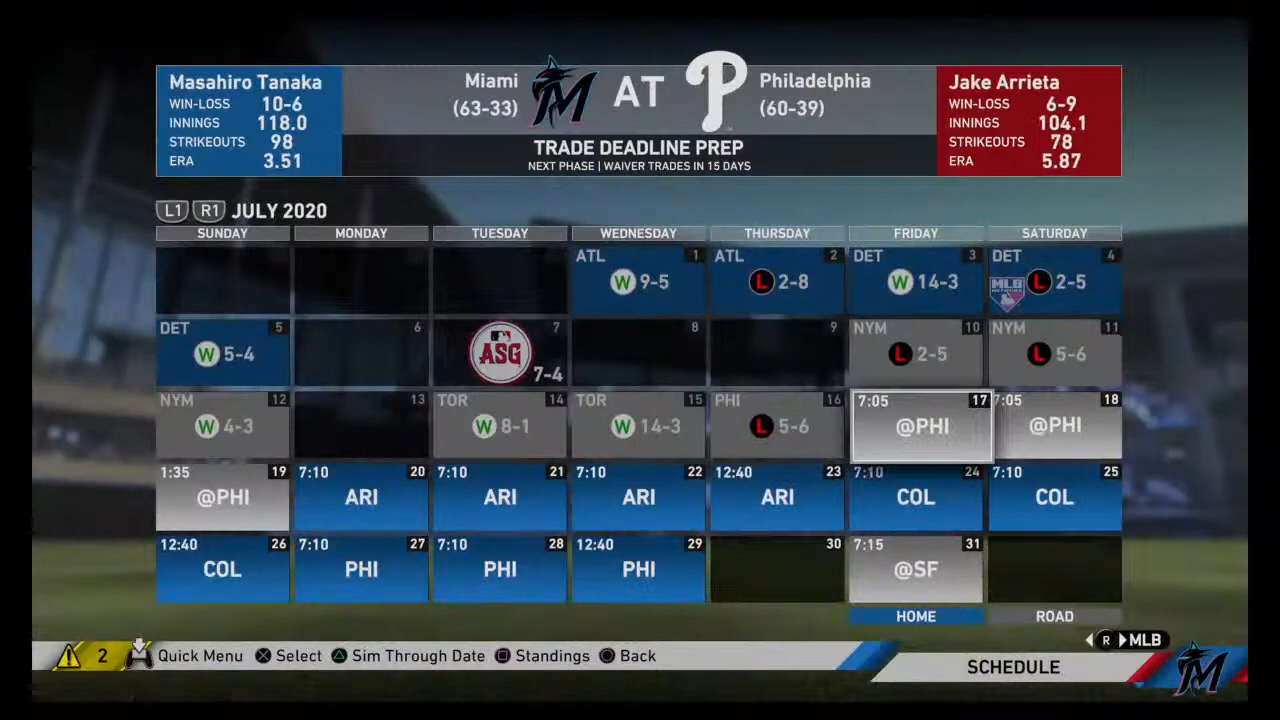 Masahiro Tanaka
WIN-LOSS 10-6
INNINGS 118.0
STRIKEOUTS 98
ERA 3.51
Miami
(63-33)
M
AT
P
Philadelphia
(60-39)
TRADE DEADLINE PREP
NEXT PHASE | WAIVER TRADES IN 15 DAYS
Jake Arrieta
WIN-LOSS 6-9
INNINGS 104.1
STRIKEOUTS 78
ERA 5.87
L1 R1 JULY 2020
SUNDAY MONDAY TUESDAY WEDNESDAY THURSDAY FRIDAY SATURDAY
ATL 1 ATL 2 DET 3 DET 4
W 9-5 L 2-8 W 14-3 MLB NETWORK L 2-5
DET 5 6 7 8 9 NYM 10 NYM 11
W 5-4 ASG 7-4 L 2-5 L 5-6
NYM 12 13 TOR 14 TOR 15 PHI 16 7:05 17 7:05 18
W 4-3 W 8-1 W 14-3 L 5-6 @PHI @PHI
1:35 19 7:10 20 7:10 21 7:10 22 12:40 23 7:10 24 7:10 25
@PHI ARI ARI ARI ARI COL COL
12:40 26 7:10 27 7:10 28 12:40 29 30 7:15 31
COL PHI PHI PHI @SF
HOME ROAD
R MLB
2 Quick Menu Select Sim Through Date Standings Back
SCHEDULE
M